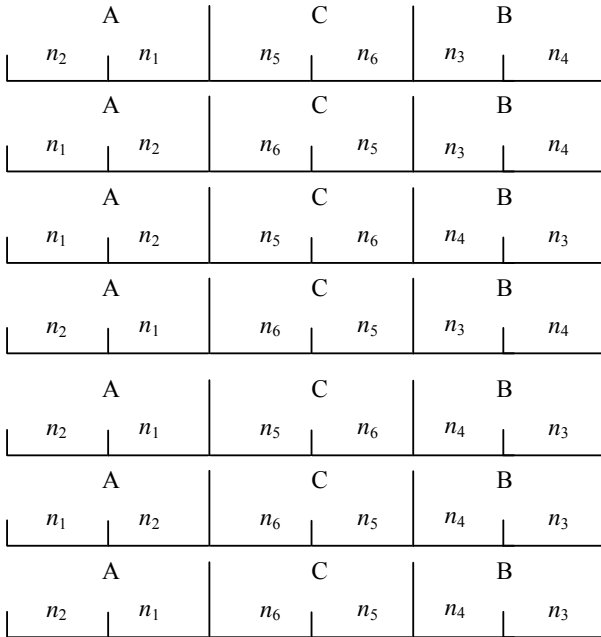 A C B
n₂ n₁ n₅ n₆ n₃ n₄
A C B
n₁ n₂ n₆ n₅ n₃ n₄
A C B
n₁ n₂ n₅ n₆ n₄ n₃
A C B
n₂ n₁ n₆ n₅ n₃ n₄
A C B
n₂ n₁ n₅ n₆ n₄ n₃
A C B
n₁ n₂ n₆ n₅ n₄ n₃
A C B
n₂ n₁ n₆ n₅ n₄ n₃